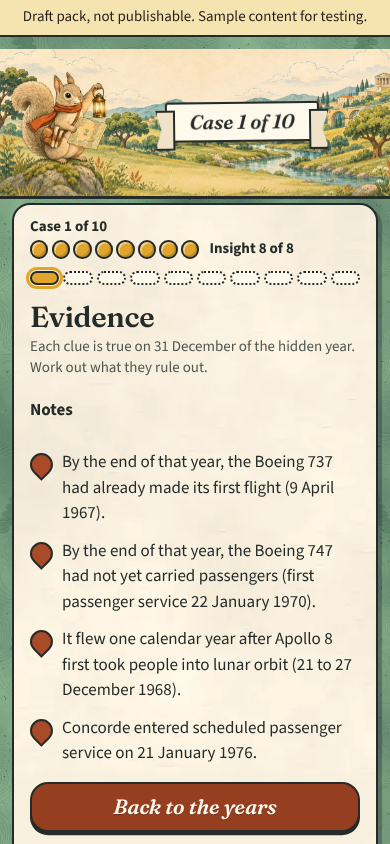 Draft pack, not publishable. Sample content for testing.
Case 1 of 10
Case 1 of 10
Insight 8 of 8
Evidence
Each clue is true on 31 December of the hidden year.
Work out what they rule out.
Notes
By the end of that year, the Boeing 737
had already made its first flight (9 April
1967).
By the end of that year, the Boeing 747
had not yet carried passengers (first
passenger service 22 January 1970).
It flew one calendar year after Apollo 8
first took people into lunar orbit (21 to 27
December 1968).
Concorde entered scheduled passenger
service on 21 January 1976.
Back to the years